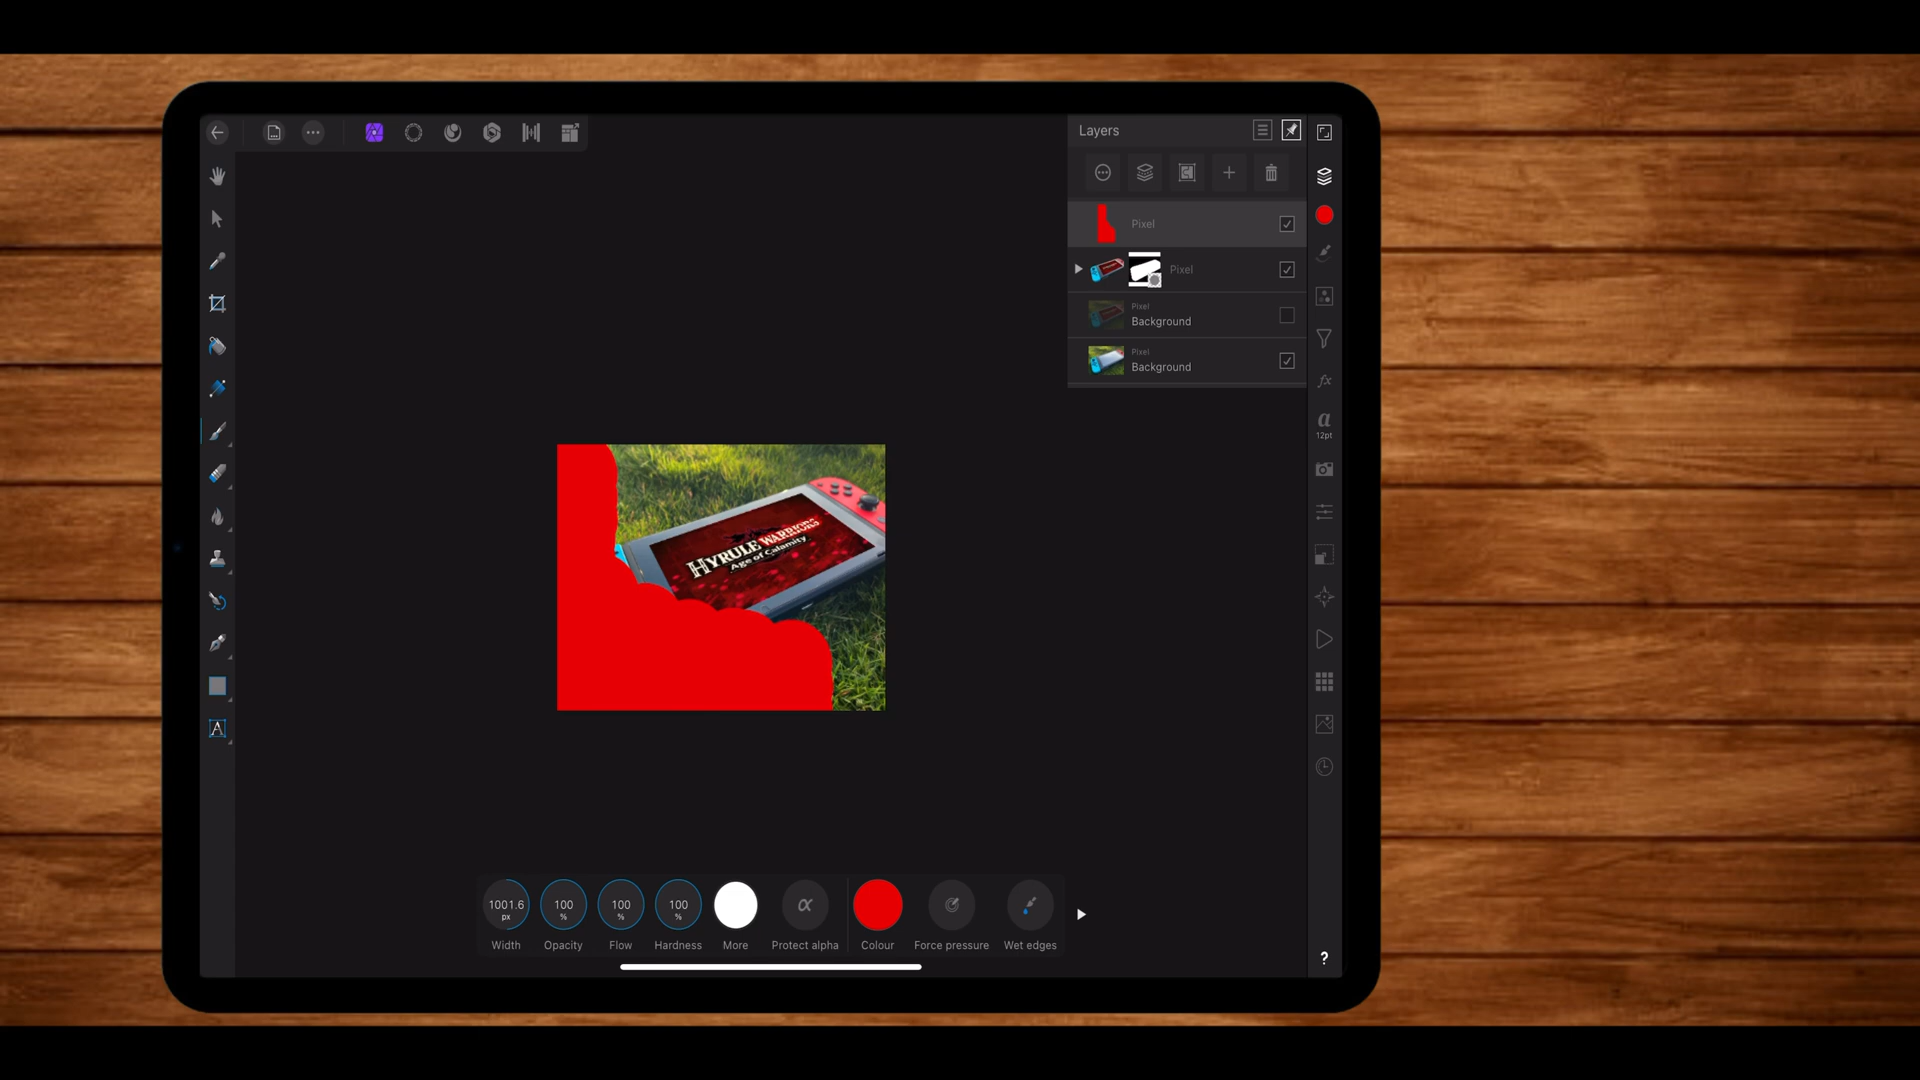 Layers
Pixel
Pixel
Pixel
Background
Pixel
Background
a
12pt
fx
HYRULE WARRIORS
Age of Calamity
A
1001.6
px
100
%
100
%
100
%
α
Width
Opacity
Flow
Hardness
More
Protect alpha
Colour
Force pressure
Wet edges
?